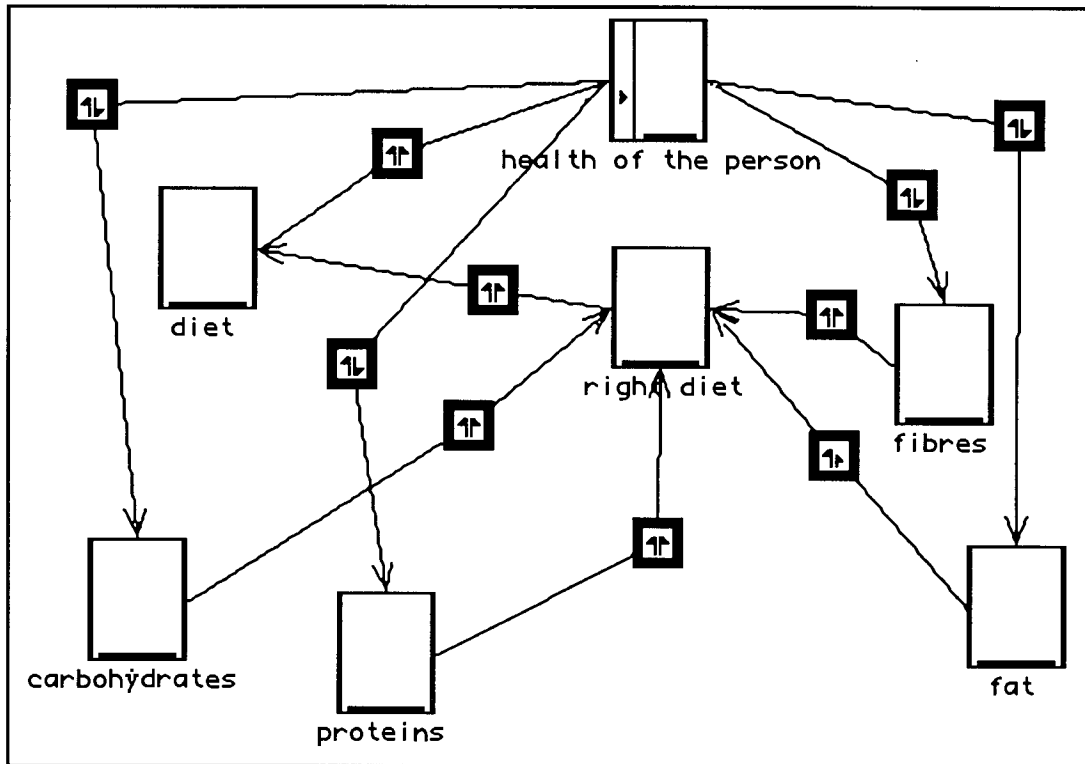 health of the person
diet
right diet
fibres
carbohydrates
fat
proteins